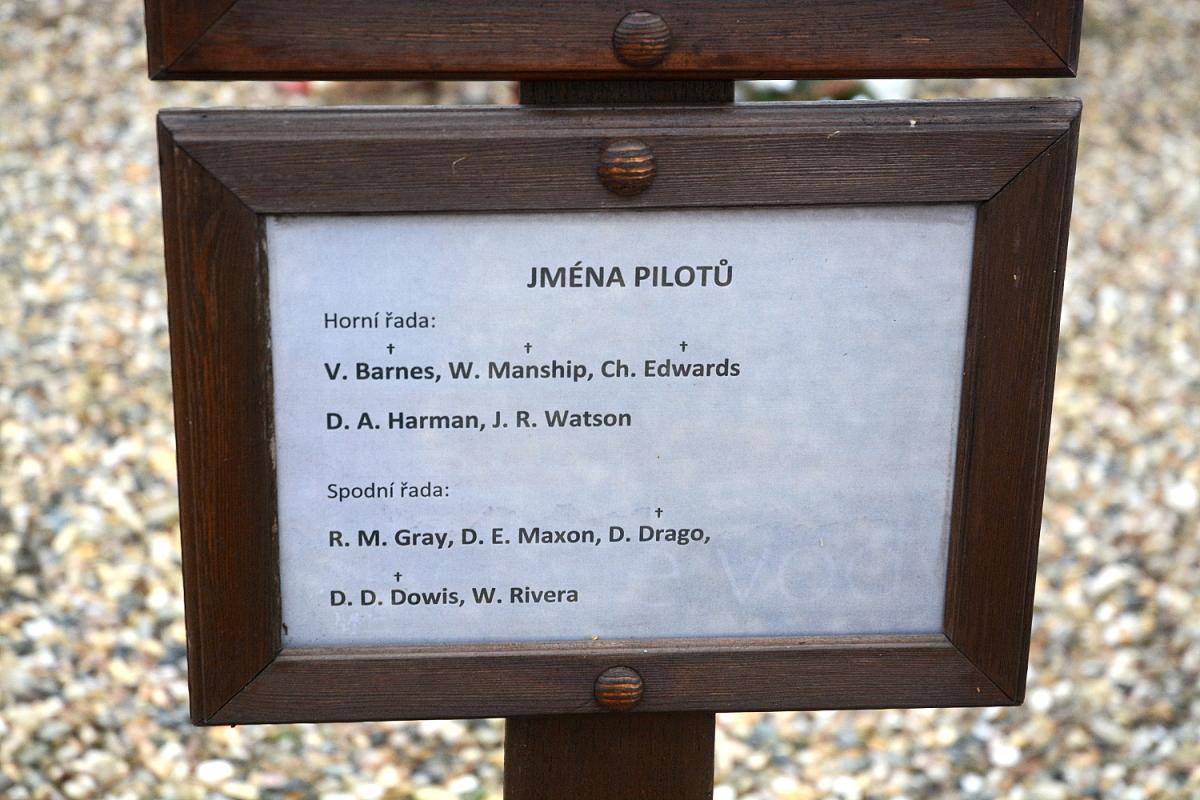 JMÉNA PILOTŮ
Horní řada:
† † †
V. Barnes, W. Manship, Ch. Edwards
D. A. Harman, J. R. Watson
Spodní řada:
†
R. M. Gray, D. E. Maxon, D. Drago,
†
D. D. Dowis, W. Rivera